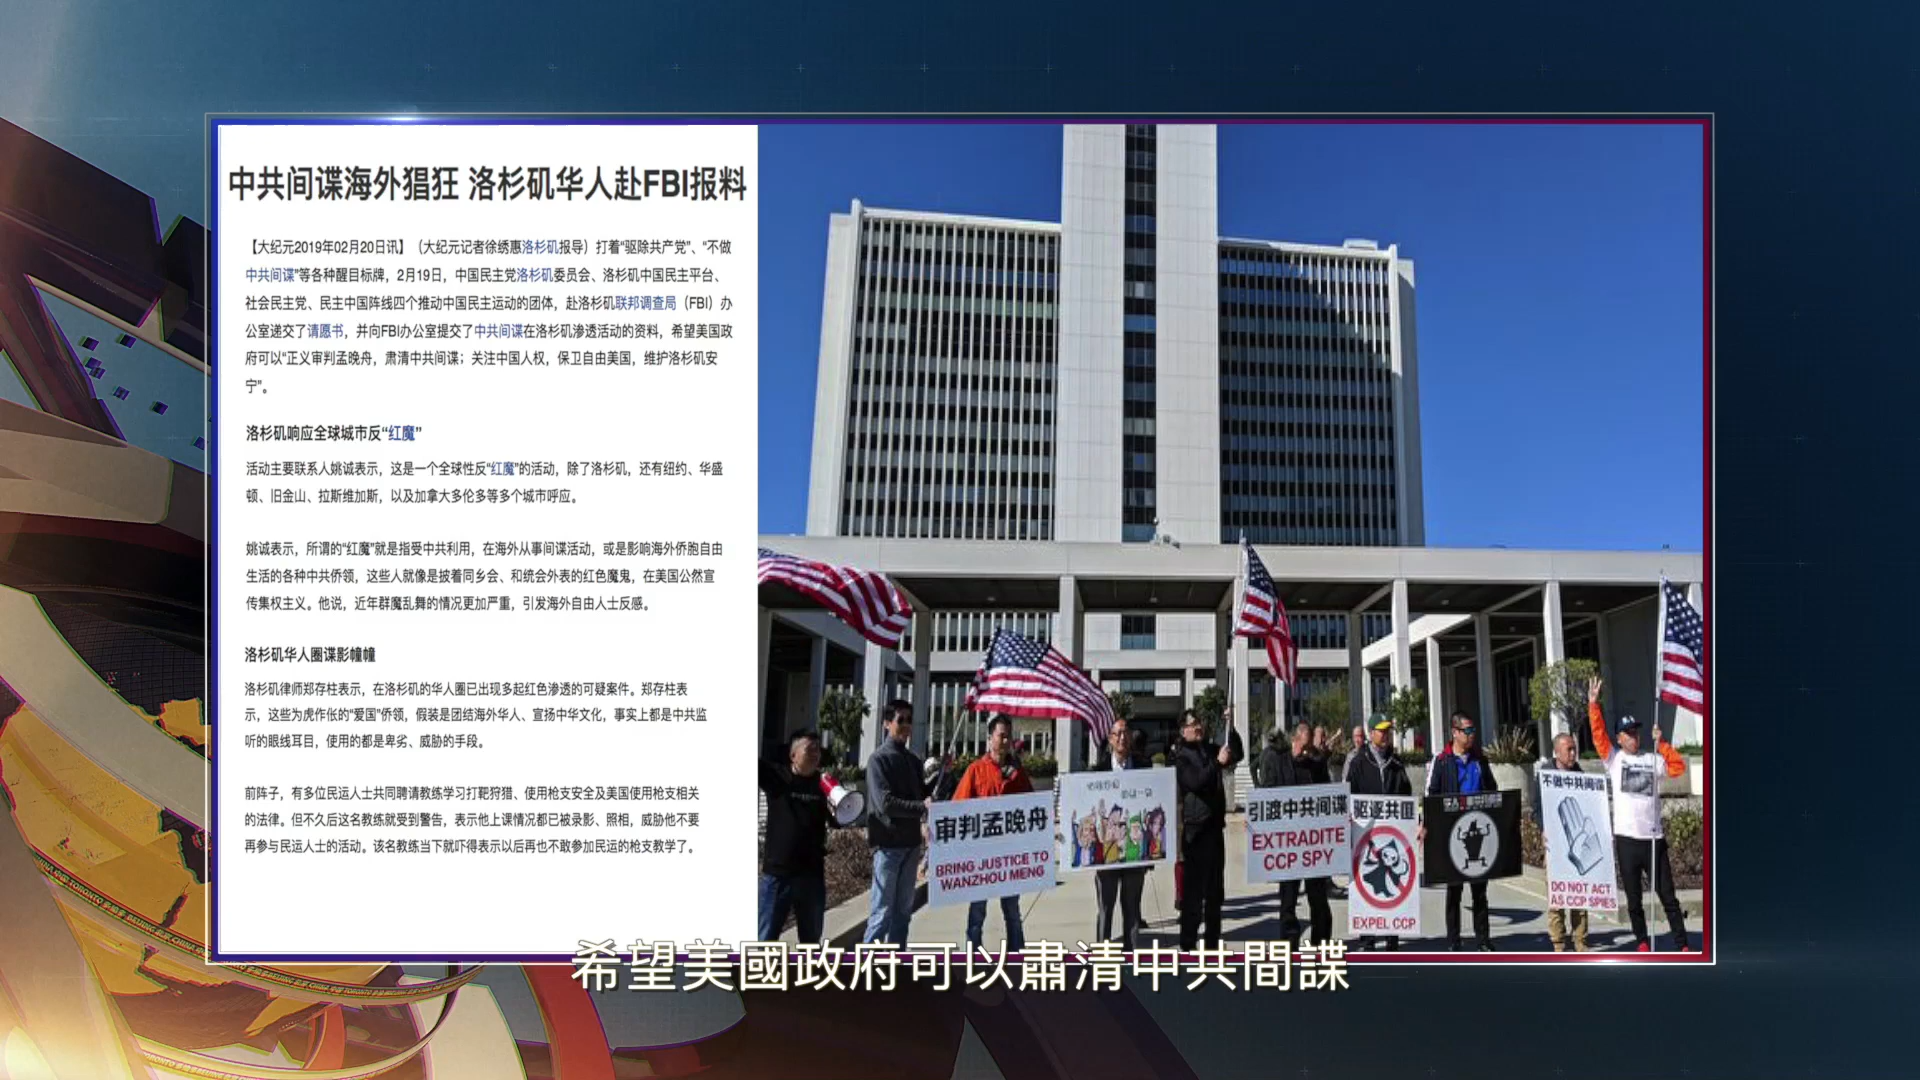 中共间谍海外猖狂 洛杉矶华人赴FBI报料
【大纪元2019年02月20日讯】（大纪元记者徐绣惠洛杉矶报导）打着“驱除共产党”、“不做
中共间谍”等各种醒目标牌，2月19日，中国民主党洛杉矶委员会、洛杉矶中国民主平台、
社会民主党、民主中国阵线四个推动中国民主运动的团体，赴洛杉矶联邦调查局（FBI）办
公室递交了请愿书，并向FBI办公室提交了中共间谍在洛杉矶渗透活动的资料，希望美国政
府可以“正义审判孟晚舟，肃清中共间谍；关注中国人权，保卫自由美国，维护洛杉矶安
宁”。
洛杉矶响应全球城市反“红魔”
活动主要联系人姚诚表示，这是一个全球性反“红魔”的活动，除了洛杉矶，还有纽约、华盛
顿、旧金山、拉斯维加斯，以及加拿大多伦多等多个城市呼应。
姚诚表示，所谓的“红魔”就是指受中共利用，在海外从事间谍活动，或是影响海外侨胞自由
生活的各种中共侨领，这些人就像是披着同乡会、和统会外表的红色魔鬼，在美国公然宣
传集权主义。他说，近年群魔乱舞的情况更加严重，引发海外自由人士反感。
洛杉矶华人圈谍影幢幢
洛杉矶律师郑存柱表示，在洛杉矶的华人圈已出现多起红色渗透的可疑案件。郑存柱表
示，这些为虎作伥的“爱国”侨领，假装是团结海外华人、宣扬中华文化，事实上都是中共监
听的眼线耳目，使用的都是卑劣、威胁的手段。
前阵子，有多位民运人士共同聘请教练学习打靶狩猎、使用枪支安全及美国使用枪支相关
的法律。但不久后这名教练就受到警告，表示他上课情况都已被录影、照相，威胁他不要
再参与民运人士的活动。该名教练当下就吓得表示以后再也不敢参加民运的枪支教学了。
审判孟晚舟
BRING JUSTICE TO
WANZHOU MENG
引渡中共间谍
EXTRADITE
CCP SPY
驱逐共匪
EXPEL CCP
不做中共间谍
DO NOT ACT
AS CCP SPIES
希望美國政府可以肅清中共間諜